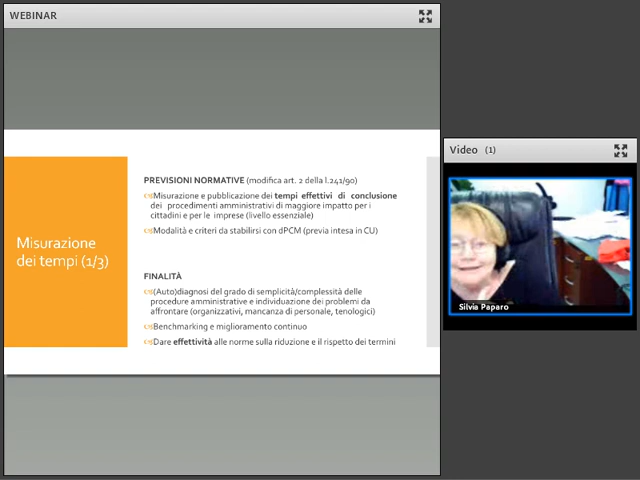 WEBINAR
Misurazione
dei tempi (1/3)
PREVISIONI NORMATIVE (modifica art. 2 della l.241/90)
Misurazione e pubblicazione dei tempi effettivi di conclusione
dei procedimenti amministrativi di maggiore impatto per i
cittadini e per le imprese (livello essenziale)
Modalità e criteri da stabilirsi con dPCM (previa intesa in CU)
FINALITÀ
(Auto)diagnosi del grado di semplicità/complessità delle
procedure amministrative e individuazione dei problemi da
affrontare (organizzativi, mancanza di personale, tenologici)
Benchmarking e miglioramento continuo
Dare effettività alle norme sulla riduzione e il rispetto dei termini
Video (1)
Silvia Paparo